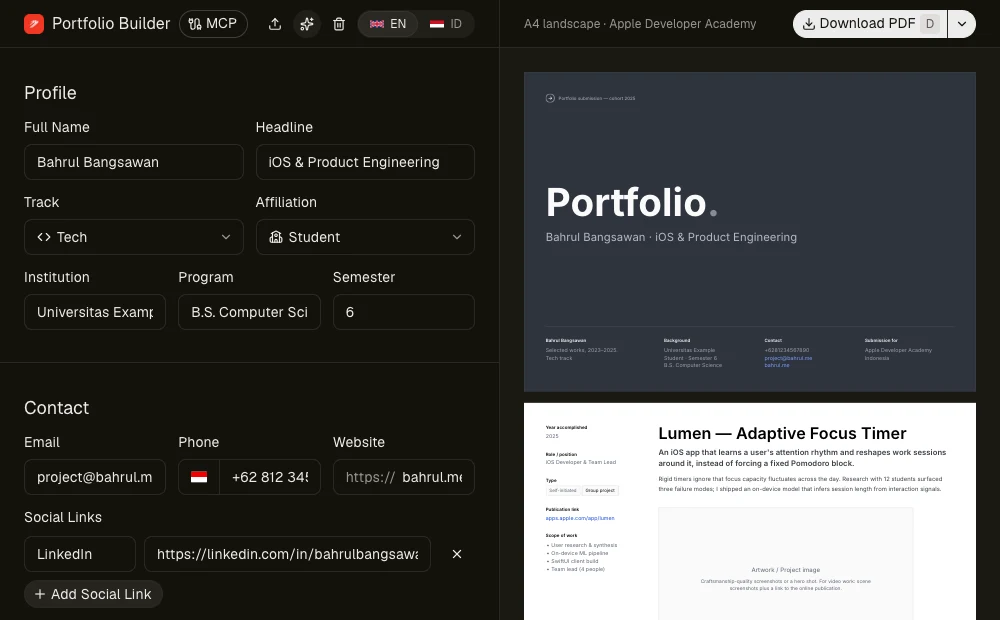 Portfolio Builder
MCP
EN
ID
A4 landscape · Apple Developer Academy
Download PDF D
Profile
Full Name
Headline
Bahrul Bangsawan
iOS & Product Engineering
Track
Affiliation
Tech
Student
Institution
Program
Semester
Universitas Examp
B.S. Computer Sci
6
Contact
Email
Phone
Website
project@bahrul.m
+62 812 345
https:// bahrul.me
Social Links
LinkedIn
https://linkedin.com/in/bahrulbangsawa
+ Add Social Link
Portfolio submission — cohort 2025
Portfolio.
Bahrul Bangsawan · iOS & Product Engineering
Bahrul Bangsawan
Selected works, 2023–2025.
Tech track
Background
Universitas Example
Student · Semester 6
B.S. Computer Science
Contact
+6281234567890
project@bahrul.me
bahrul.me
Submission for
Apple Developer Academy
Indonesia
Year accomplished
2025
Role / position
iOS Developer & Team Lead
Type
Self-initiated
Group project
Publication link
apps.apple.com/app/lumen
Scope of work
• User research & synthesis
• On-device ML pipeline
• SwiftUI client build
• Team lead (4 people)
Lumen — Adaptive Focus Timer
An iOS app that learns a user's attention rhythm and reshapes work sessions
around it, instead of forcing a fixed Pomodoro block.
Rigid timers ignore that focus capacity fluctuates across the day. Research with 12 students surfaced
three failure modes; I shipped an on-device model that infers session length from interaction signals.
Artwork / Project image
Craftsmanship-quality screenshots or a hero shot. For video work: scene
screenshots plus a link to the online publication.